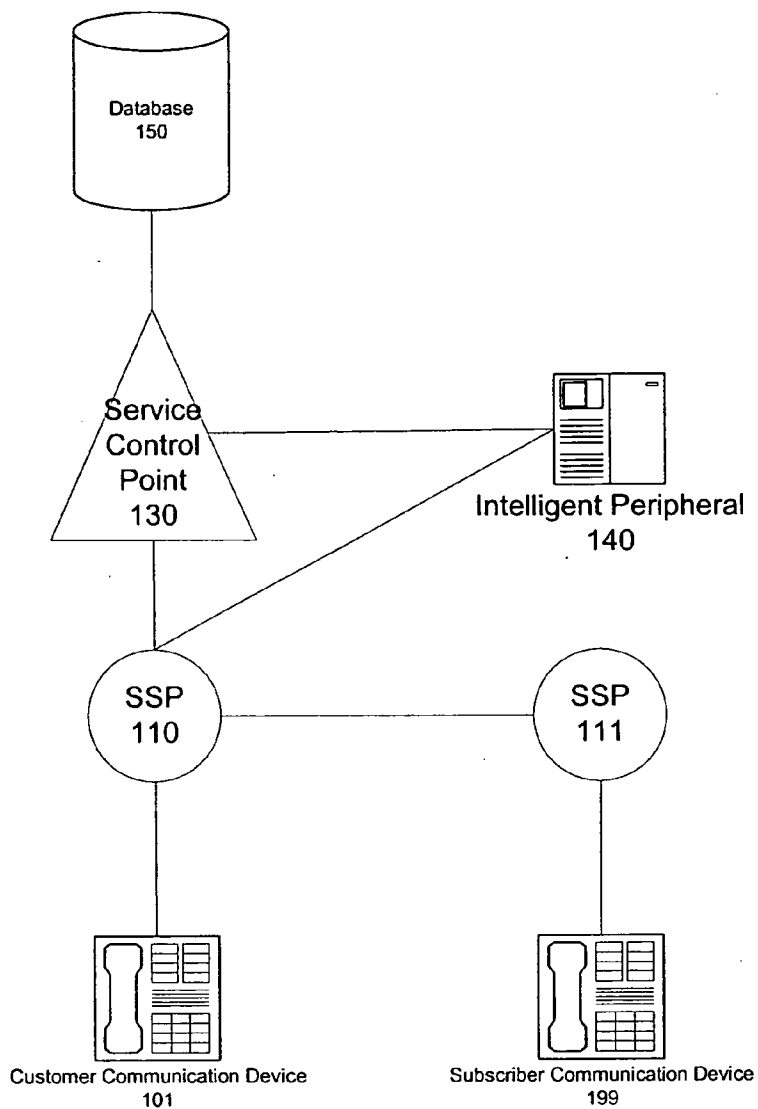 Database
150
Service
Control
Point
130
Intelligent Peripheral
140
SSP
110
SSP
111
Customer Communication Device
101
Subscriber Communication Device
199